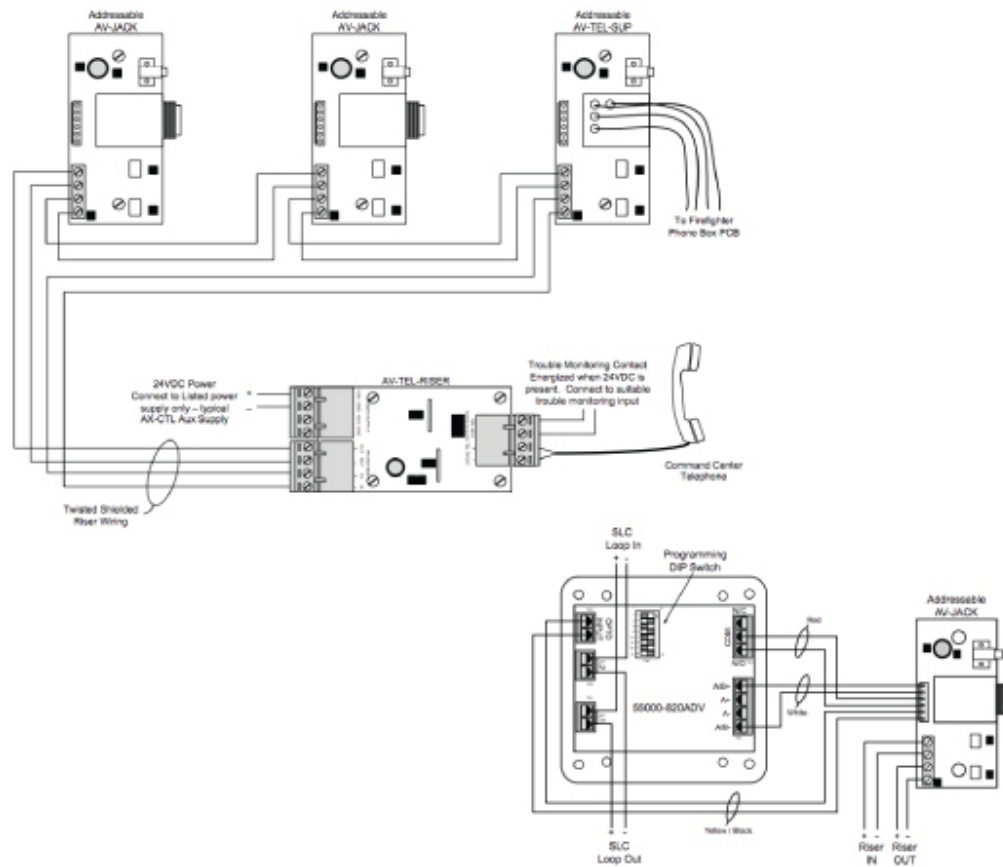 Addressable
AV-JACK
Addressable
AV-JACK
Addressable
AV-TEL-SUP
To Firefighter
Phone Box PCB
24VDC Power
Connect to Listed power
supply only – typical
AX-CTL Aux Supply
+
–
AV-TEL-RISER
Trouble Monitoring Contact
Energized when 24VDC is
present. Connect to suitable
trouble monitoring input
Command Center
Telephone
Twisted Shielded
Riser Wiring
SLC
Loop In
+ -
Programming
DIP Switch
Addressable
AV-JACK
OPTO
INPUT
N/C
COM
N/O
Red
A+
A-
White
55000-820ADV
Yellow / Black
+ -
SLC
Loop Out
+ - + -
Riser Riser
IN OUT